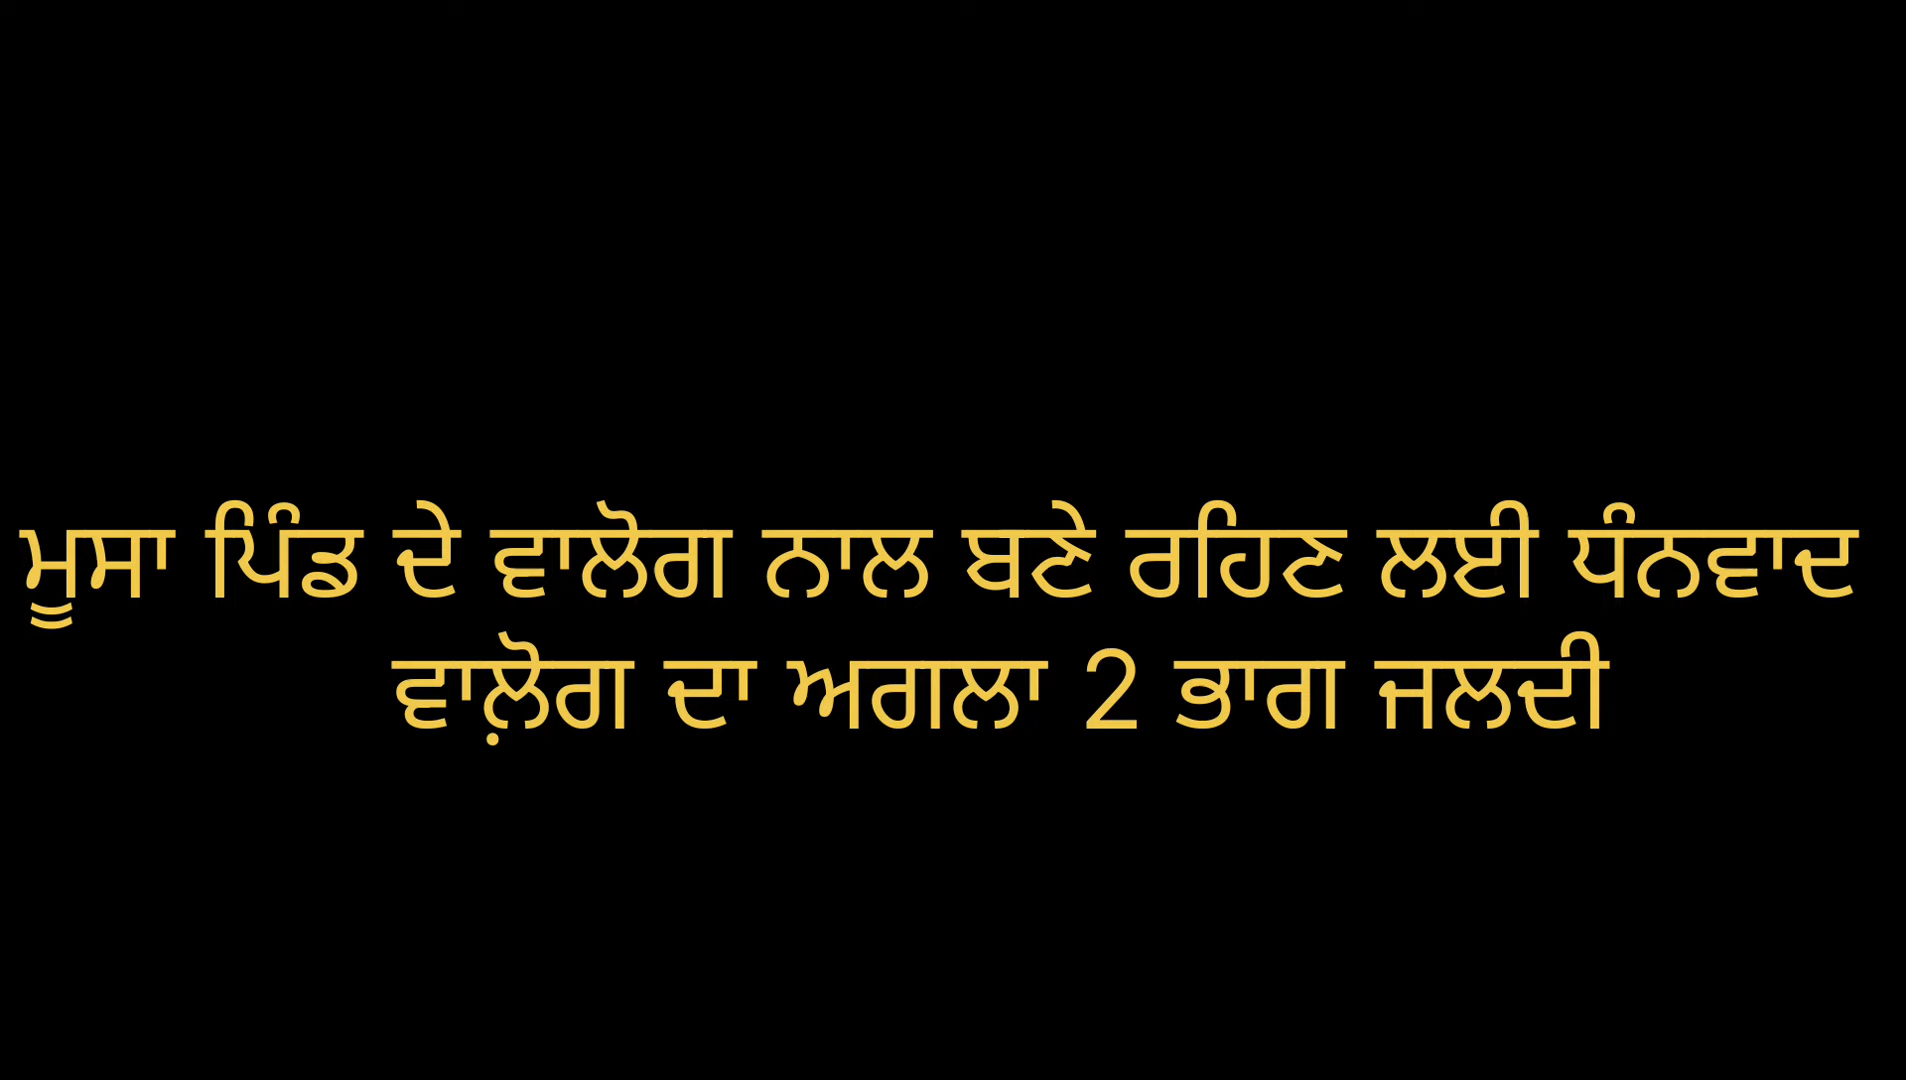 ਮੂਸਾ ਪਿੰਡ ਦੇ ਵਾਲੋਗ ਨਾਲ ਬਣੇ ਰਹਿਣ ਲਈ ਧੰਨਵਾਦ
ਵਾਲ਼ੋਗ ਦਾ ਅਗਲਾ 2 ਭਾਗ ਜਲਦੀ